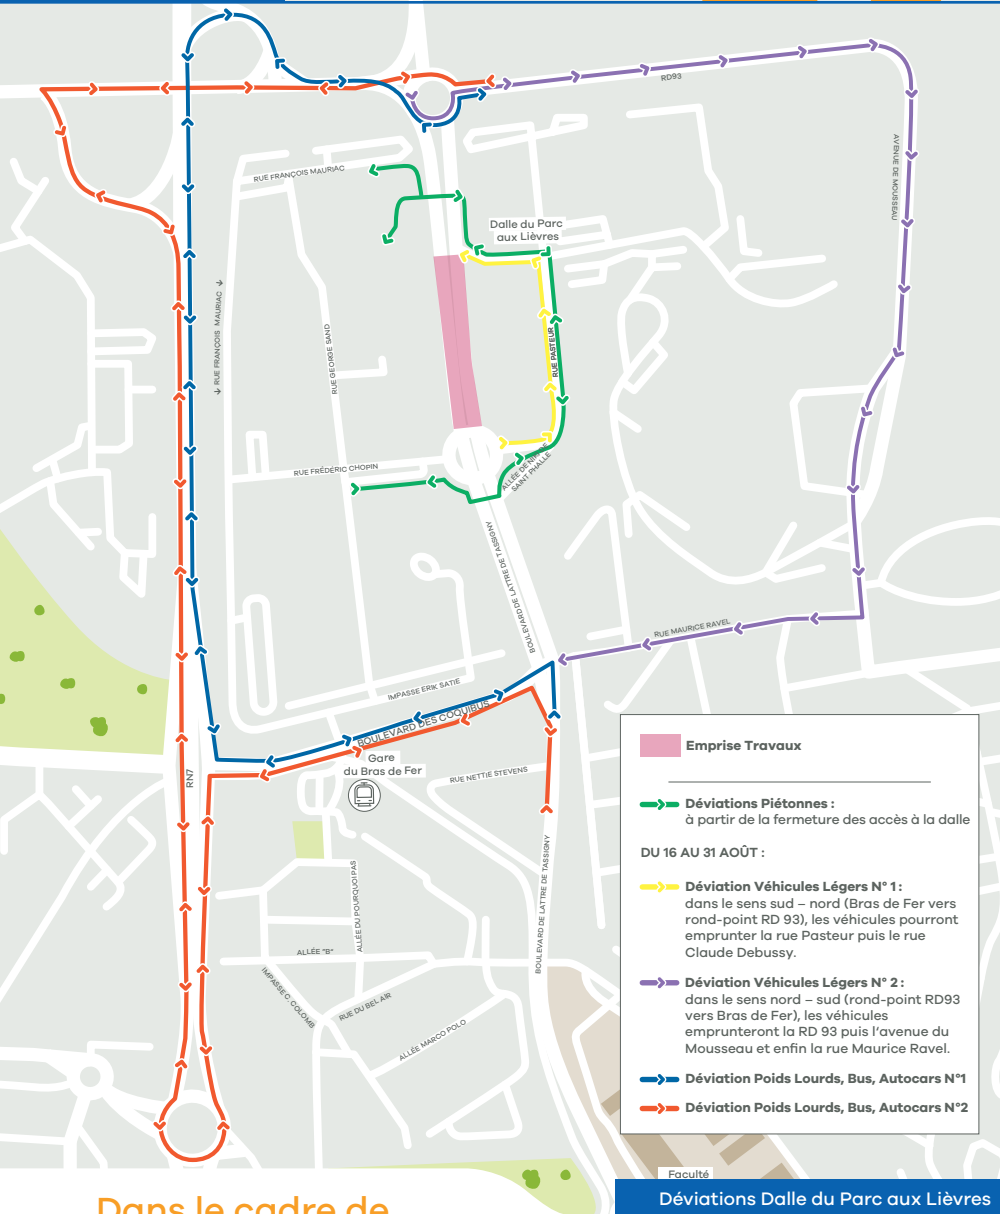 RD93
AVENUE DE MOUSSEAU
RUE FRANÇOIS MAURIAC
Dalle du Parc
aux Lièvres
RUE FRANÇOIS MAURIAC
RUE GEORGE SAND
RUE PASTEUR
RUE FRÉDÉRIC CHOPIN
ALLÉE DE NIKI DE
SAINT PHALLE
BOULEVARD DE LATTRE DE TASSIGNY
RUE MAURICE RAVEL
IMPASSE ERIK SATIE
BOULEVARD DES COQUIBUS
Gare
du Bras de Fer
RUE NETTIE STEVENS
RN7
BOULEVARD DE LATTRE DE TASSIGNY
ALLÉE DU POURQUOI PAS
ALLÉE "B"
IMPASSE C. COLOMB
RUE DU BEL AIR
ALLÉE MARCO POLO
Emprise Travaux
Déviations Piétonnes :
à partir de la fermeture des accès à la dalle
DU 16 AU 31 AOÛT :
Déviation Véhicules Légers N° 1 :
dans le sens sud – nord (Bras de Fer vers
rond-point RD 93), les véhicules pourront
emprunter la rue Pasteur puis le rue
Claude Debussy.
Déviation Véhicules Légers N° 2 :
dans le sens nord – sud (rond-point RD93
vers Bras de Fer), les véhicules
emprunteront la RD 93 puis l'avenue du
Mousseau et enfin la rue Maurice Ravel.
Déviation Poids Lourds, Bus, Autocars N°1
Déviation Poids Lourds, Bus, Autocars N°2
Faculté
Déviations Dalle du Parc aux Lièvres
Dans le cadre de